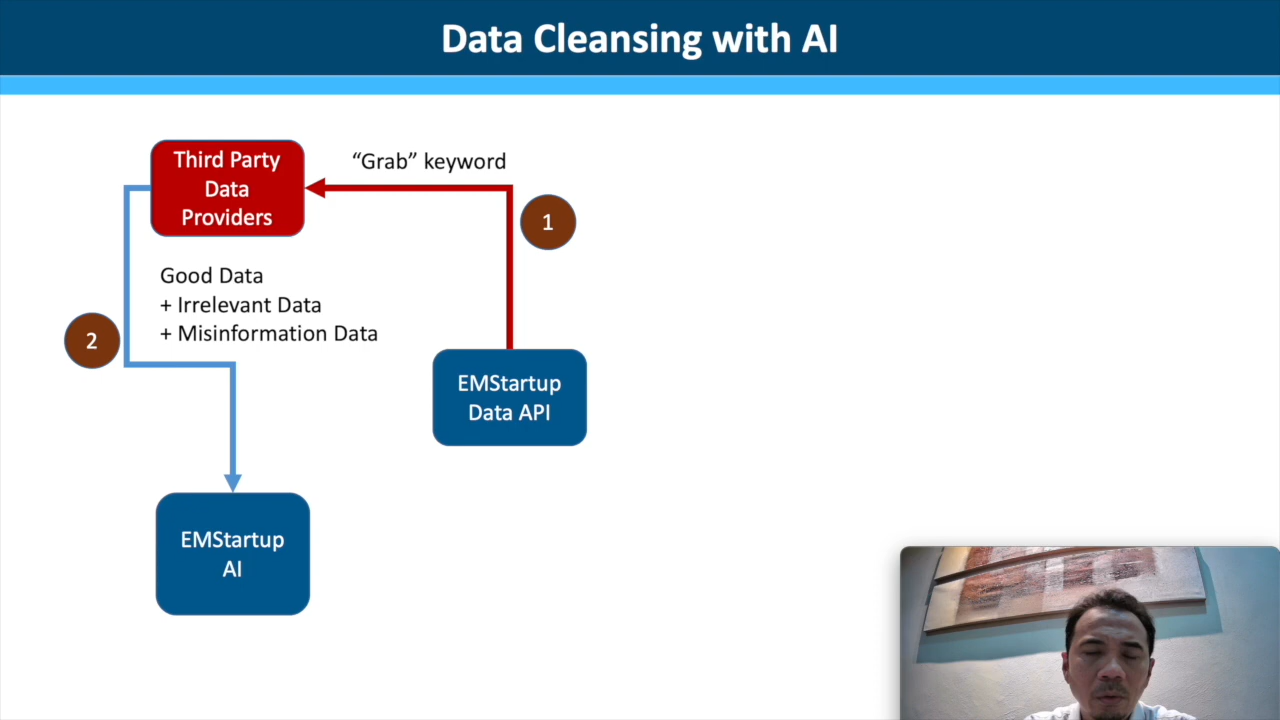 Data Cleansing with AI
Third Party
Data
Providers
“Grab” keyword
1
Good Data
+ Irrelevant Data
+ Misinformation Data
2
EMStartup
Data API
EMStartup
AI